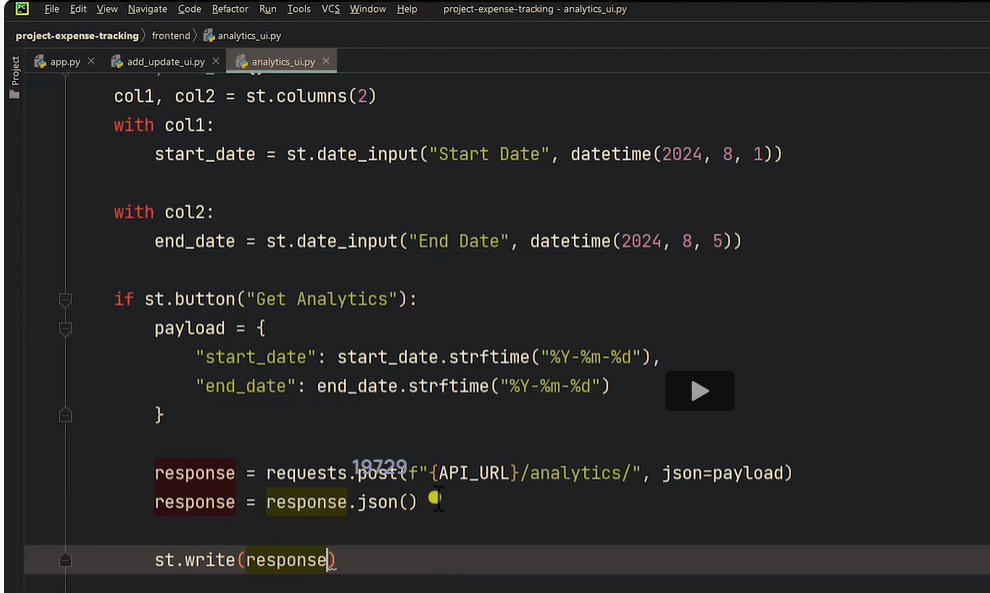 PC File Edit View Navigate Code Refactor Run Tools VCS Window Help project-expense-tracking - analytics_ui.py
project-expense-tracking frontend analytics_ui.py
app.py add_update_ui.py analytics_ui.py
Project
col1, col2 = st.columns(2)
with col1:
start_date = st.date_input("Start Date", datetime(2024, 8, 1))
with col2:
end_date = st.date_input("End Date", datetime(2024, 8, 5))
if st.button("Get Analytics"):
payload = {
"start_date": start_date.strftime("%Y-%m-%d"),
"end_date": end_date.strftime("%Y-%m-%d")
}
19729
response = requests.post(f"{API_URL}/analytics/", json=payload)
response = response.json()
st.write(response)